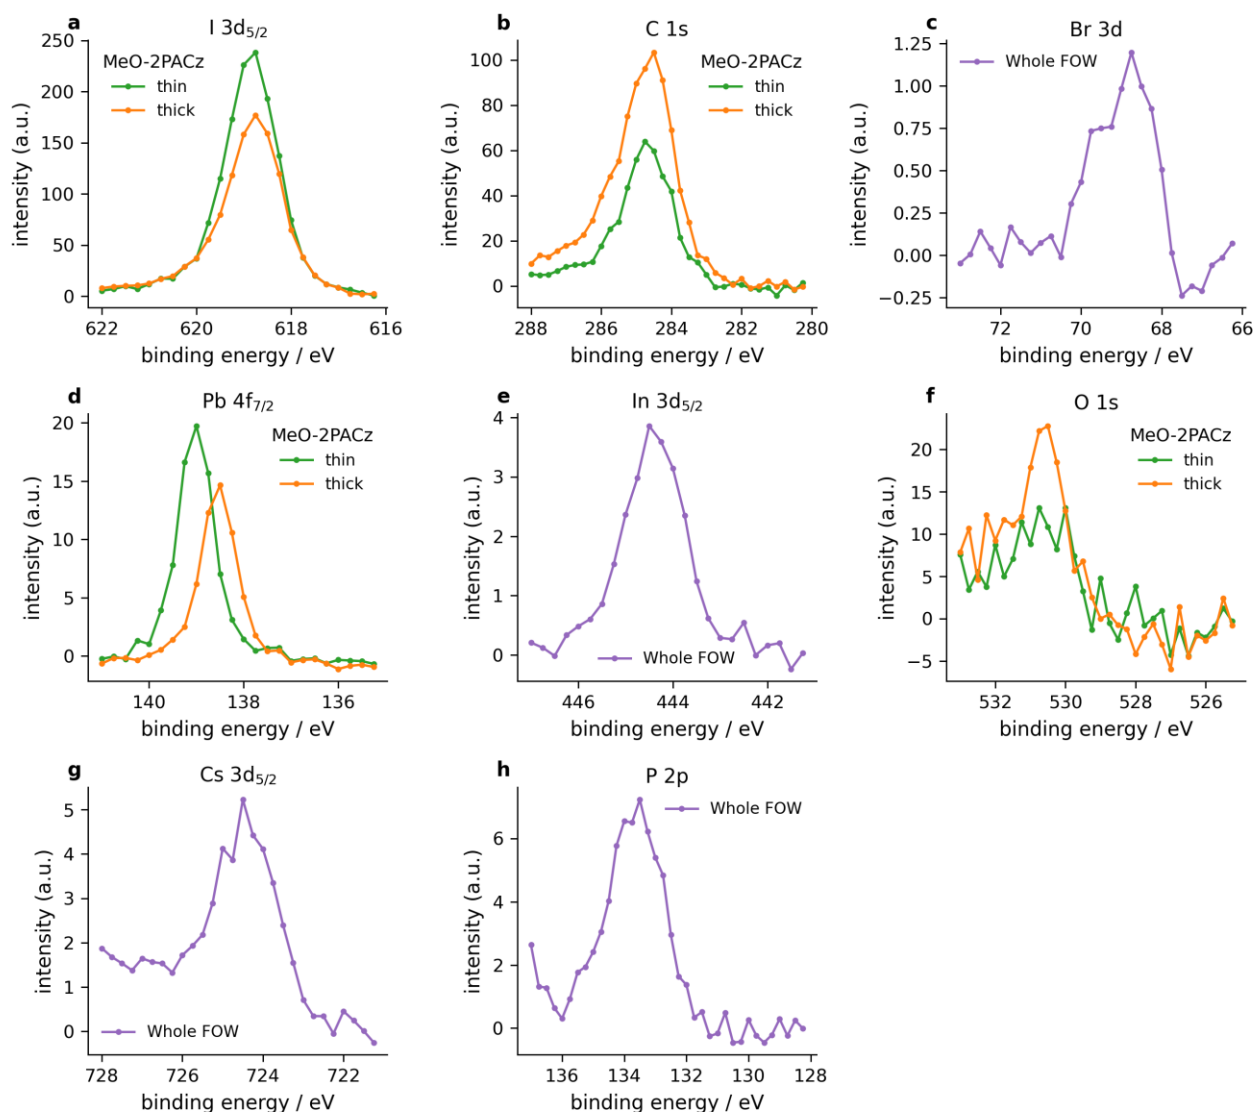 a
I 3d5/2
250
200
150
100
50
0
intensity (a.u.)
MeO-2PACz
thin
thick
622
620
618
616
binding energy / eV
b
C 1s
100
80
60
40
20
0
intensity (a.u.)
MeO-2PACz
thin
thick
288
286
284
282
280
binding energy / eV
c
Br 3d
1.25
1.00
0.75
0.50
0.25
0.00
−0.25
intensity (a.u.)
Whole FOW
72
70
68
66
binding energy / eV
d
Pb 4f7/2
20
15
10
5
0
intensity (a.u.)
MeO-2PACz
thin
thick
140
138
136
binding energy / eV
e
In 3d5/2
4
3
2
1
0
intensity (a.u.)
Whole FOW
446
444
442
binding energy / eV
f
O 1s
20
15
10
5
0
−5
intensity (a.u.)
MeO-2PACz
thin
thick
532
530
528
526
binding energy / eV
g
Cs 3d5/2
5
4
3
2
1
0
intensity (a.u.)
Whole FOW
728
726
724
722
binding energy / eV
h
P 2p
6
4
2
0
intensity (a.u.)
Whole FOW
136
134
132
130
128
binding energy / eV